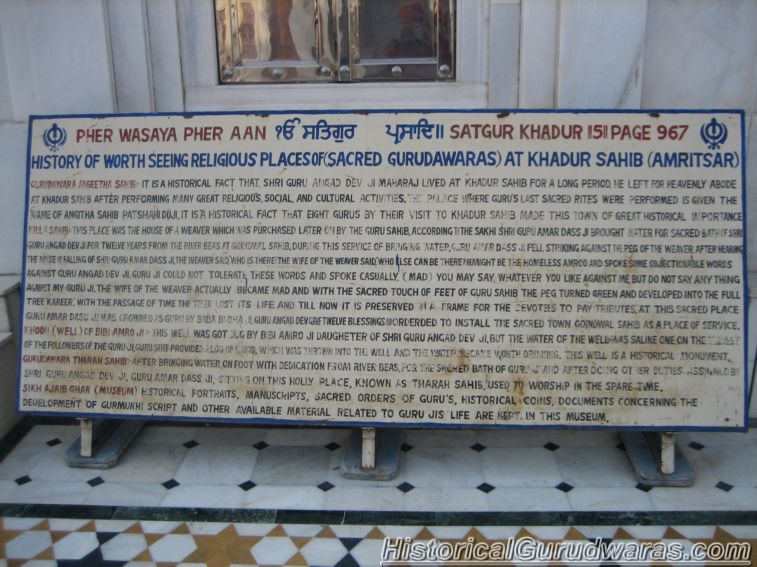 PHER WASAYA PHER AAN ੴ ਸਤਿਗੁਰ ਪ੍ਰਸਾਦਿ॥ SATGUR KHADUR ||5|| PAGE 967
HISTORY OF WORTH SEEING RELIGIOUS PLACES OF (SACRED GURUDAWARAS) AT KHADUR SAHIB (AMRITSAR)
GURUDAWARA ANGEETHA SAHIB:- IT IS A HISTORICAL FACT THAT, SHRI GURU ANGAD DEV JI MAHARAJ LIVED AT KHADUR SAHIB FOR A LONG PERIOD, HE LEFT FOR HEAVENLY ABODE
AT KHADUR SAHIB AFTER PERFORMING MANY GREAT RELIGIOUS, SOCIAL, AND CULTURAL ACTIVITIES, THE PALACE WHERE GURU'S LAST SACRED RITES WERE PERFORMED IS GIVEN THE
NAME OF ANGITHA SAHIB PATSHAHI DUJI, IT IS A HISTORICAL FACT THAT EIGHT GURUS BY THEIR VISIT TO KHADUR SAHIB MADE THIS TOWN OF GREAT HISTORICAL IMPORTANCE
KILLA SAHIB:- THIS PLACE WAS THE HOUSE OF A WEAVER WHICH WAS PURCHASED LATER ON BY THE GURU SAHIB, ACCORDING TO THE SAKHI SHRI GURU AMAR DASS JI BROUGHT WATER FOR SACRED BATH OF SHRI
GURU ANGAD DEV JI FOR TWELVE YEARS FROM THE RIVER BEAS AT GOINDWAL SAHIB, DURING THIS SERVICE OF BRINGING WATER, GURU AMAR DASS JI FELL STRIKING AGAINST THE PEG OF THE WEAVER AFTER HEARING
THE NOISE OF FALLING OF SHRI GURU AMAR DASS JI, THE WEAVER SAID, WHO IS THERE THE WIFE OF THE WEAVER SAID, WHO ELSE CAN BE THERE MIGHT BE THE HOMELESS AMROO AND SPOKE SOME OBJECTIONABLE WORDS
AGAINST GURU ANGAD DEV JI. GURU JI COULD NOT TOLERATE THESE WORDS AND SPOKE CASUALLY, (MAD) YOU MAY SAY, WHATEVER YOU LIKE AGAINST ME BUT DO NOT SAY ANY THING
AGAINST MY GURU JI, THE WIFE OF THE WEAVER ACTUALLY BECAME MAD AND WITH THE SACRED TOUCH OF FEET OF GURU SAHIB THE PEG TURNED GREEN AND DEVELOPED INTO THE FULL
TREE KAREER, WITH THE PASSAGE OF TIME THE TREE LOST ITS LIFE AND TILL NOW IT IS PRESERVED IN A FRAME FOR THE DEVOTEES TO PAY TRIBUTES, AT THIS SACRED PLACE
GURU AMAR DASS JI WAS CROWNED AS GURU BY BABA BUDHA JI, GURU ANGAD DEV GAVE TWELVE BLESSINGS ORDERDED TO INSTALL THE SACRED TOWN GOINDWAL SAHIB AS A PLACE OF SERVICE.
KHOOH (WELL) OF BIBI AMRO JI:- THIS WELL WAS GOT DUG BY BIBI AMRO JI DAUGHETER OF SHRI GURU ANGAD DEV JI, BUT THE WATER OF THE WELL WAS SALINE ONE, ON THE REQUEST
OF THE FOLLOWERS OF THE GURU JI, GURU SAHIB PROVIDED A LOG OF WOOD, WHICH WAS THROWN INTO THE WELL AND THE WATER BECAME WORTH DRINKING. THIS WELL IS A HISTORICAL MONUMENT,
GURUDAWARA THARAH SAHIB:- AFTER BRINGING WATER ON FOOT WITH DEDICATION FROM RIVER BEAS, FOR THE SACRED BATH OF GURU JI AND AFTER DOING OTHER DUTIES ASSIGNED BY
SHRI GURU ANGAD DEV JI, GURU AMAR DASS JI, SITTING ON THIS HOLY PLACE, KNOWN AS THARAH SAHIB, USED TO WORSHIP IN THE SPARE TIME,
SIKH AJAIB GHAR (MUSEUM) HISTORICAL PORTRAITS, MANUSCRIPTS, SACRED ORDERS OF GURU'S, HISTORICAL COINS, DOCUMENTS CONCERNING THE
DEUELOPMENT OF GURMUKHI SCRIPT AND OTHER AVAILABLE MATERIAL RELATED TO GURU JIS LIFE ARE KEPT IN THIS MUSEUM.
www.HistoricalGurudwaras.com